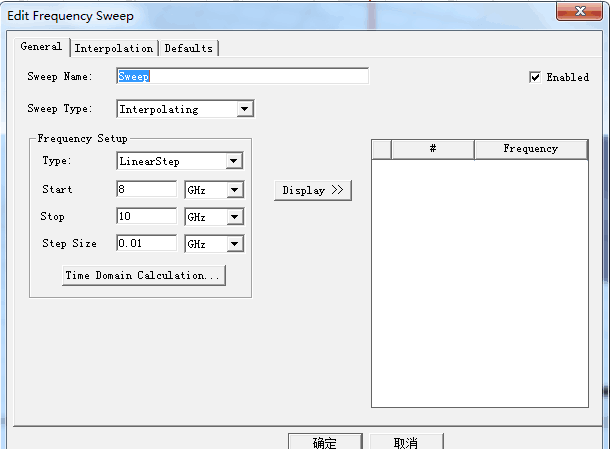 Edit Frequency Sweep
General Interpolation Defaults
Sweep Name: Sweep Enabled
Sweep Type: Interpolating
Frequency Setup
Type: LinearStep
Start 8 GHz
Stop 10 GHz
Step Size 0.01 GHz
Time Domain Calculation...
Display >>
# Frequency
确定 取消